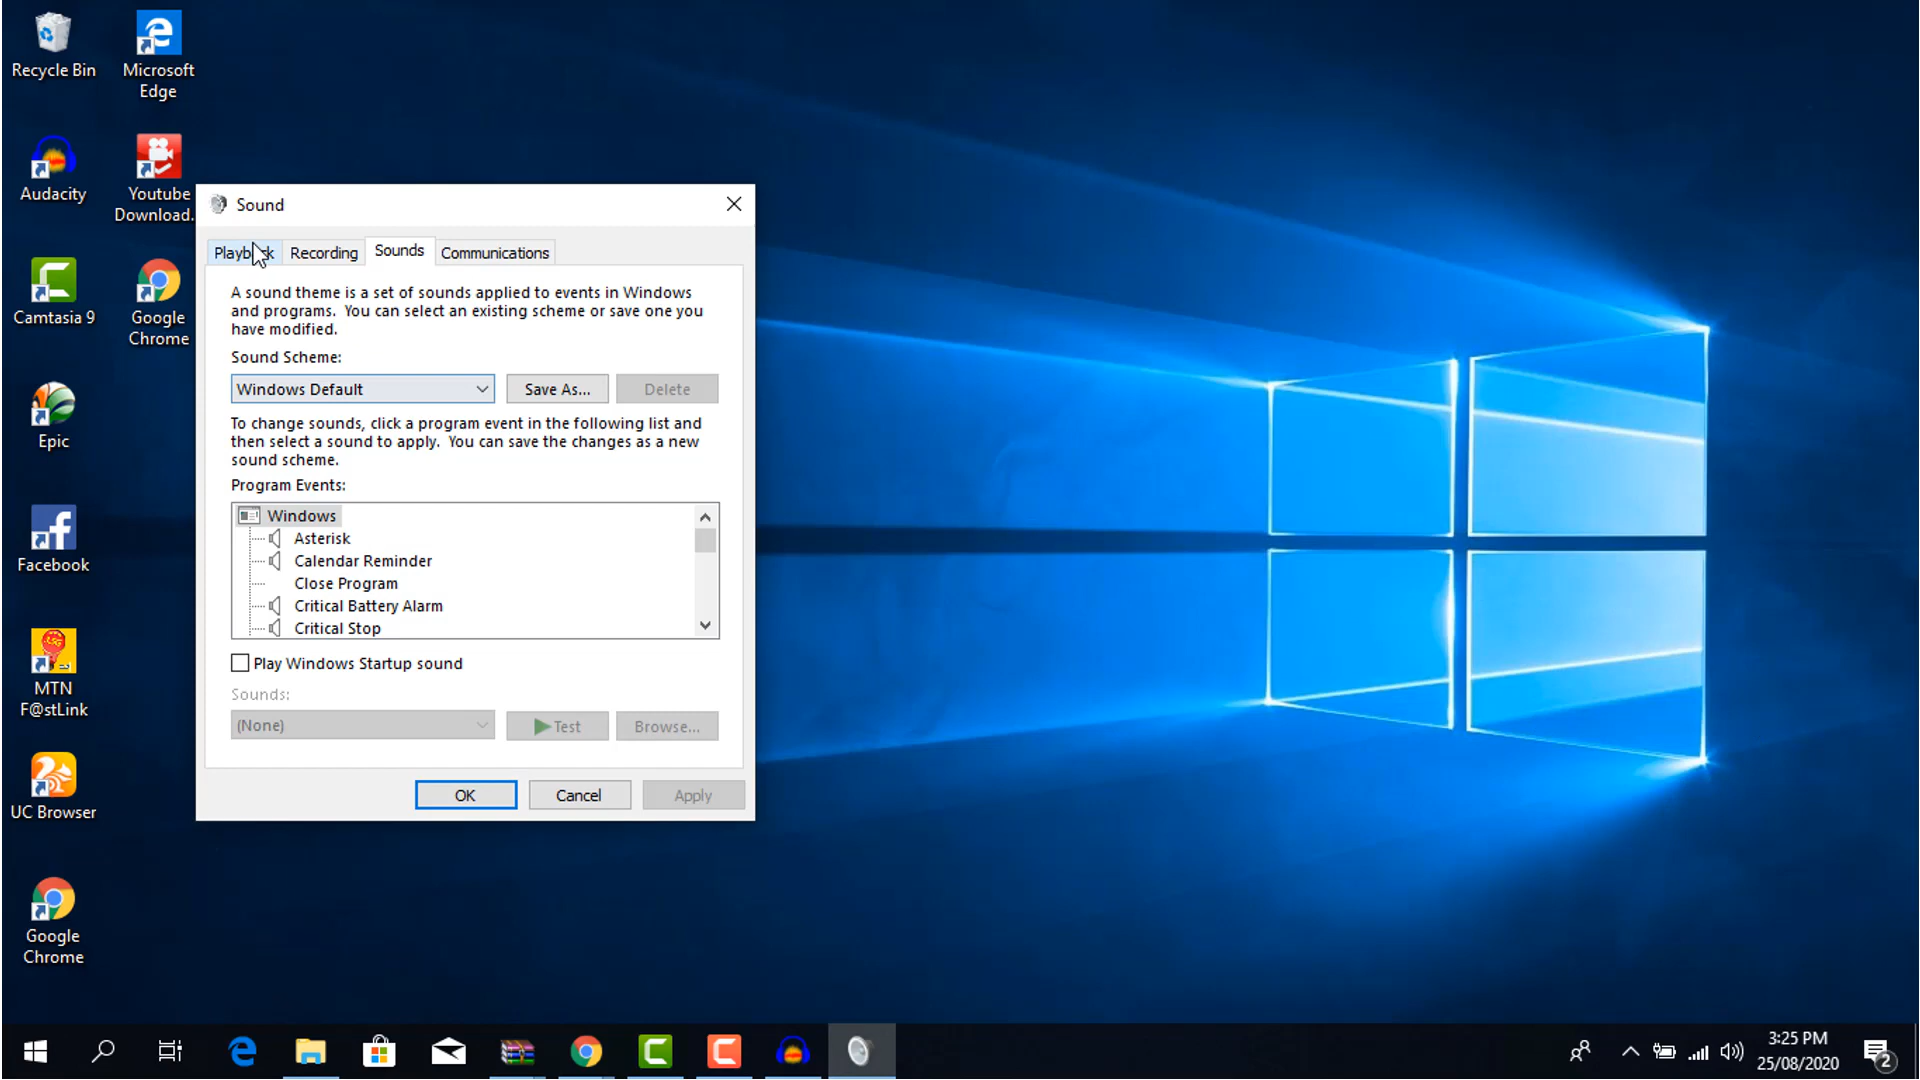 Recycle Bin
Microsoft
Edge
Audacity
Youtube
Download.
Camtasia 9
Google
Chrome
Epic
Facebook
MTN
F@stLink
UC Browser
Google
Chrome
Sound
Playback
Recording
Sounds
Communications
A sound theme is a set of sounds applied to events in Windows
and programs. You can select an existing scheme or save one you
have modified.
Sound Scheme:
Windows Default
Save As...
Delete
To change sounds, click a program event in the following list and
then select a sound to apply. You can save the changes as a new
sound scheme.
Program Events:
Windows
Asterisk
Calendar Reminder
Close Program
Critical Battery Alarm
Critical Stop
Play Windows Startup sound
Sounds:
(None)
Test
Browse...
OK
Cancel
Apply
3:25 PM
25/08/2020
2